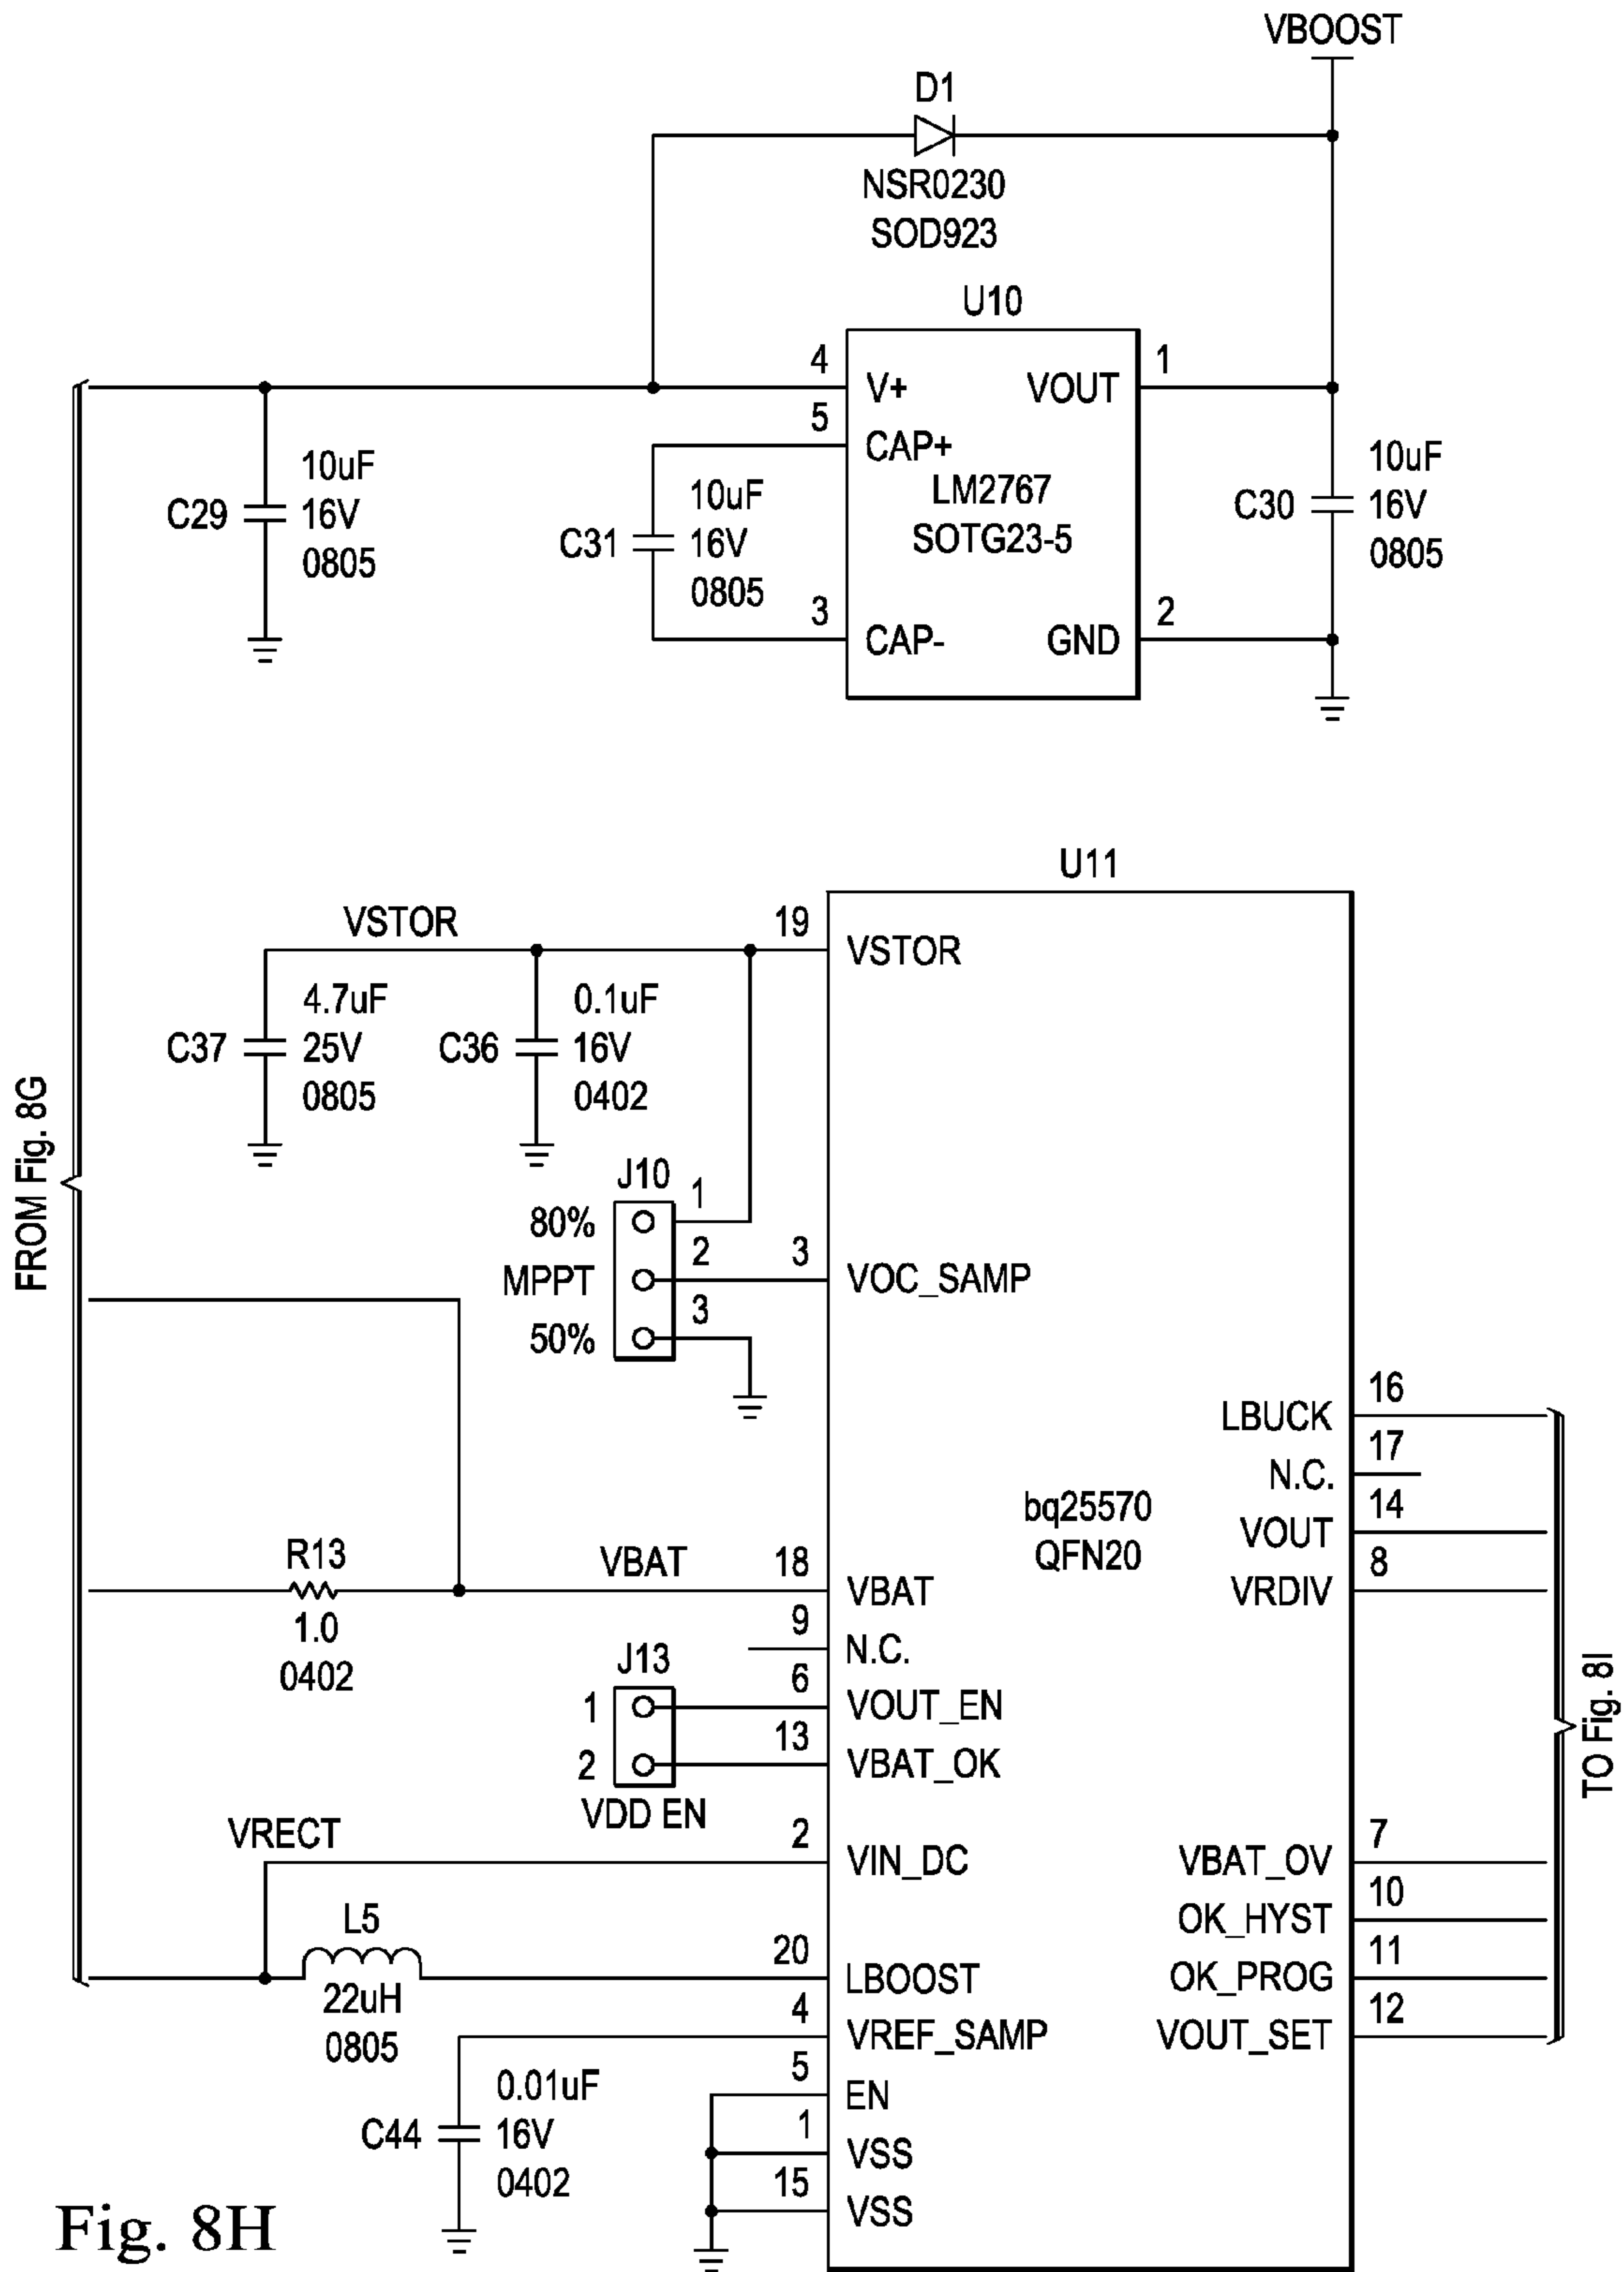 VBOOST
D1
NSR0230
SOD923
U10
4
V+
VOUT
1
5
CAP+
LM2767
SOTG23-5
3
CAP-
GND
2
C29
10uF
16V
0805
C31
10uF
16V
0805
C30
10uF
16V
0805
FROM Fig. 8G
U11
VSTOR
19
VSTOR
C37
4.7uF
25V
0805
C36
0.1uF
16V
0402
J10
80%
1
MPPT
2
3
VOC_SAMP
50%
3
bq25570
QFN20
LBUCK
16
N.C.
17
VOUT
14
VRDIV
8
R13
1.0
0402
VBAT
18
VBAT
9
N.C.
J13
1
6
VOUT_EN
2
13
VBAT_OK
VDD EN
VRECT
2
VIN_DC
VBAT_OV
7
OK_HYST
10
L5
22uH
0805
20
LBOOST
OK_PROG
11
4
VREF_SAMP
VOUT_SET
12
TO Fig. 8I
C44
0.01uF
16V
0402
5
EN
1
VSS
15
VSS
Fig. 8H